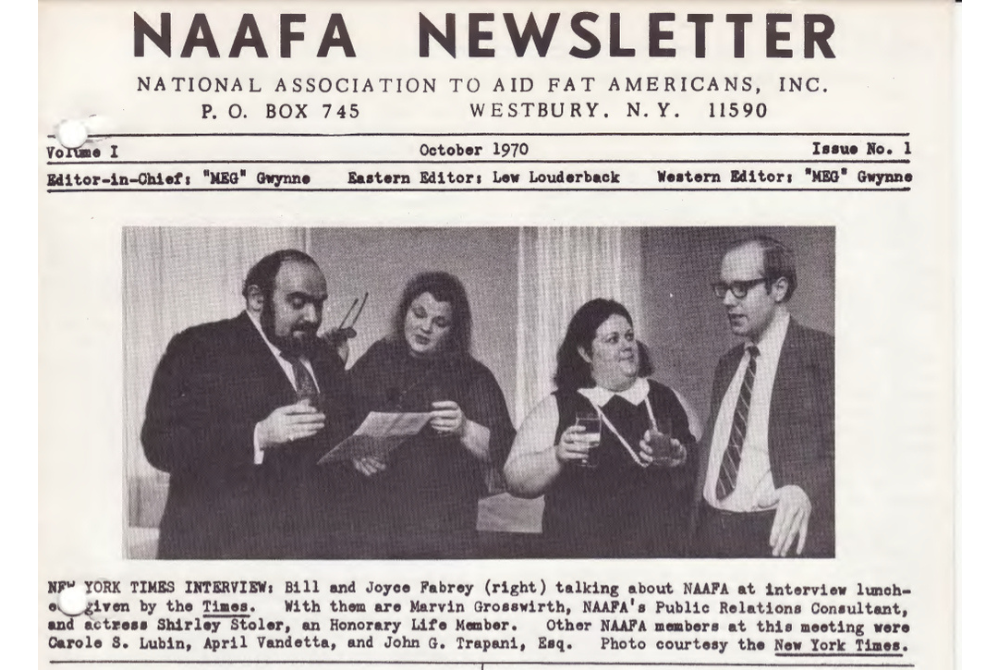 NAAFA NEWSLETTER
NATIONAL ASSOCIATION TO AID FAT AMERICANS, INC.
P. O. BOX 745 WESTBURY, N. Y. 11590
Volume I October 1970 Issue No. 1
Editor-in-Chief: "MEG" Gwynne Eastern Editor: Lew Louderback Western Editor: "MEG" Gwynne
NEW YORK TIMES INTERVIEW: Bill and Joyce Fabrey (right) talking about NAAFA at interview lunch-
given by the Times. With them are Marvin Grosswirth, NAAFA's Public Relations Consultant,
and actress Shirley Stoler, an Honorary Life Member. Other NAAFA members at this meeting were
Carole S. Lubin, April Vandetta, and John G. Trapani, Esq. Photo courtesy the New York Times.